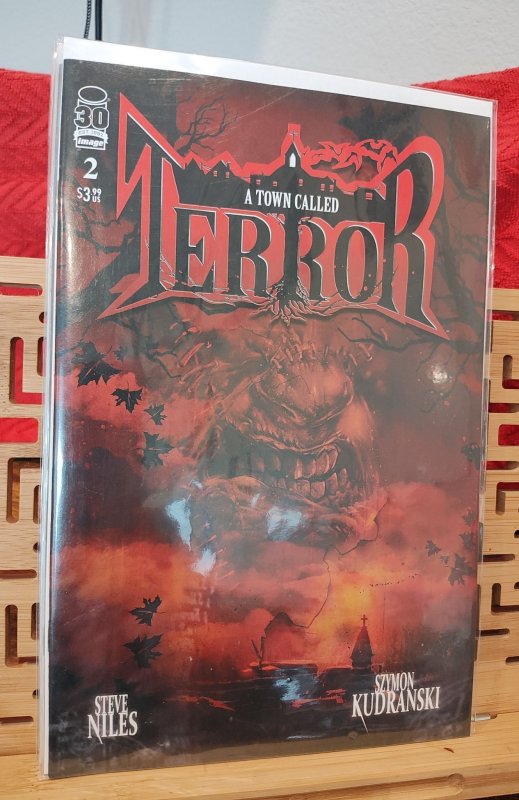 30
image
2
$3.99
US
A TOWN CALLED
TERROR
STEVE
NILES
SZYMON
KUDRANSKI